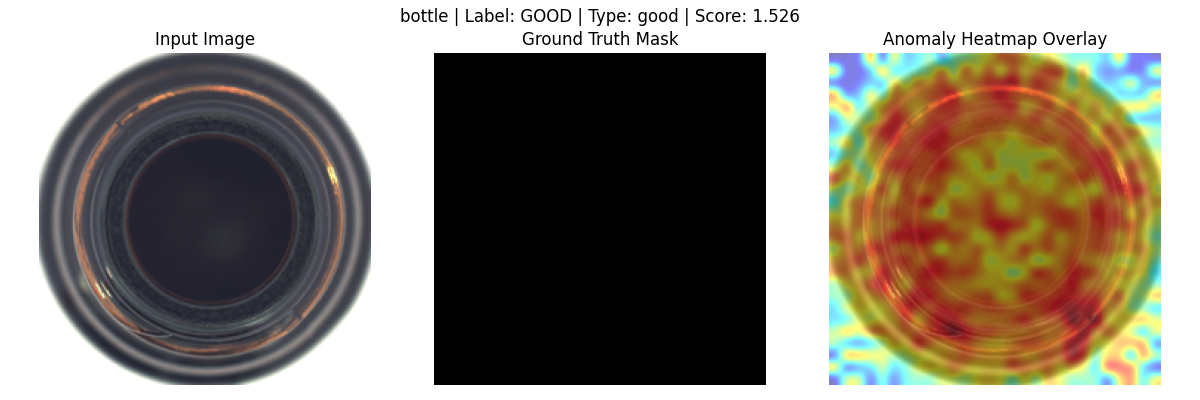 bottle | Label: GOOD | Type: good | Score: 1.526
Input Image
Ground Truth Mask
Anomaly Heatmap Overlay